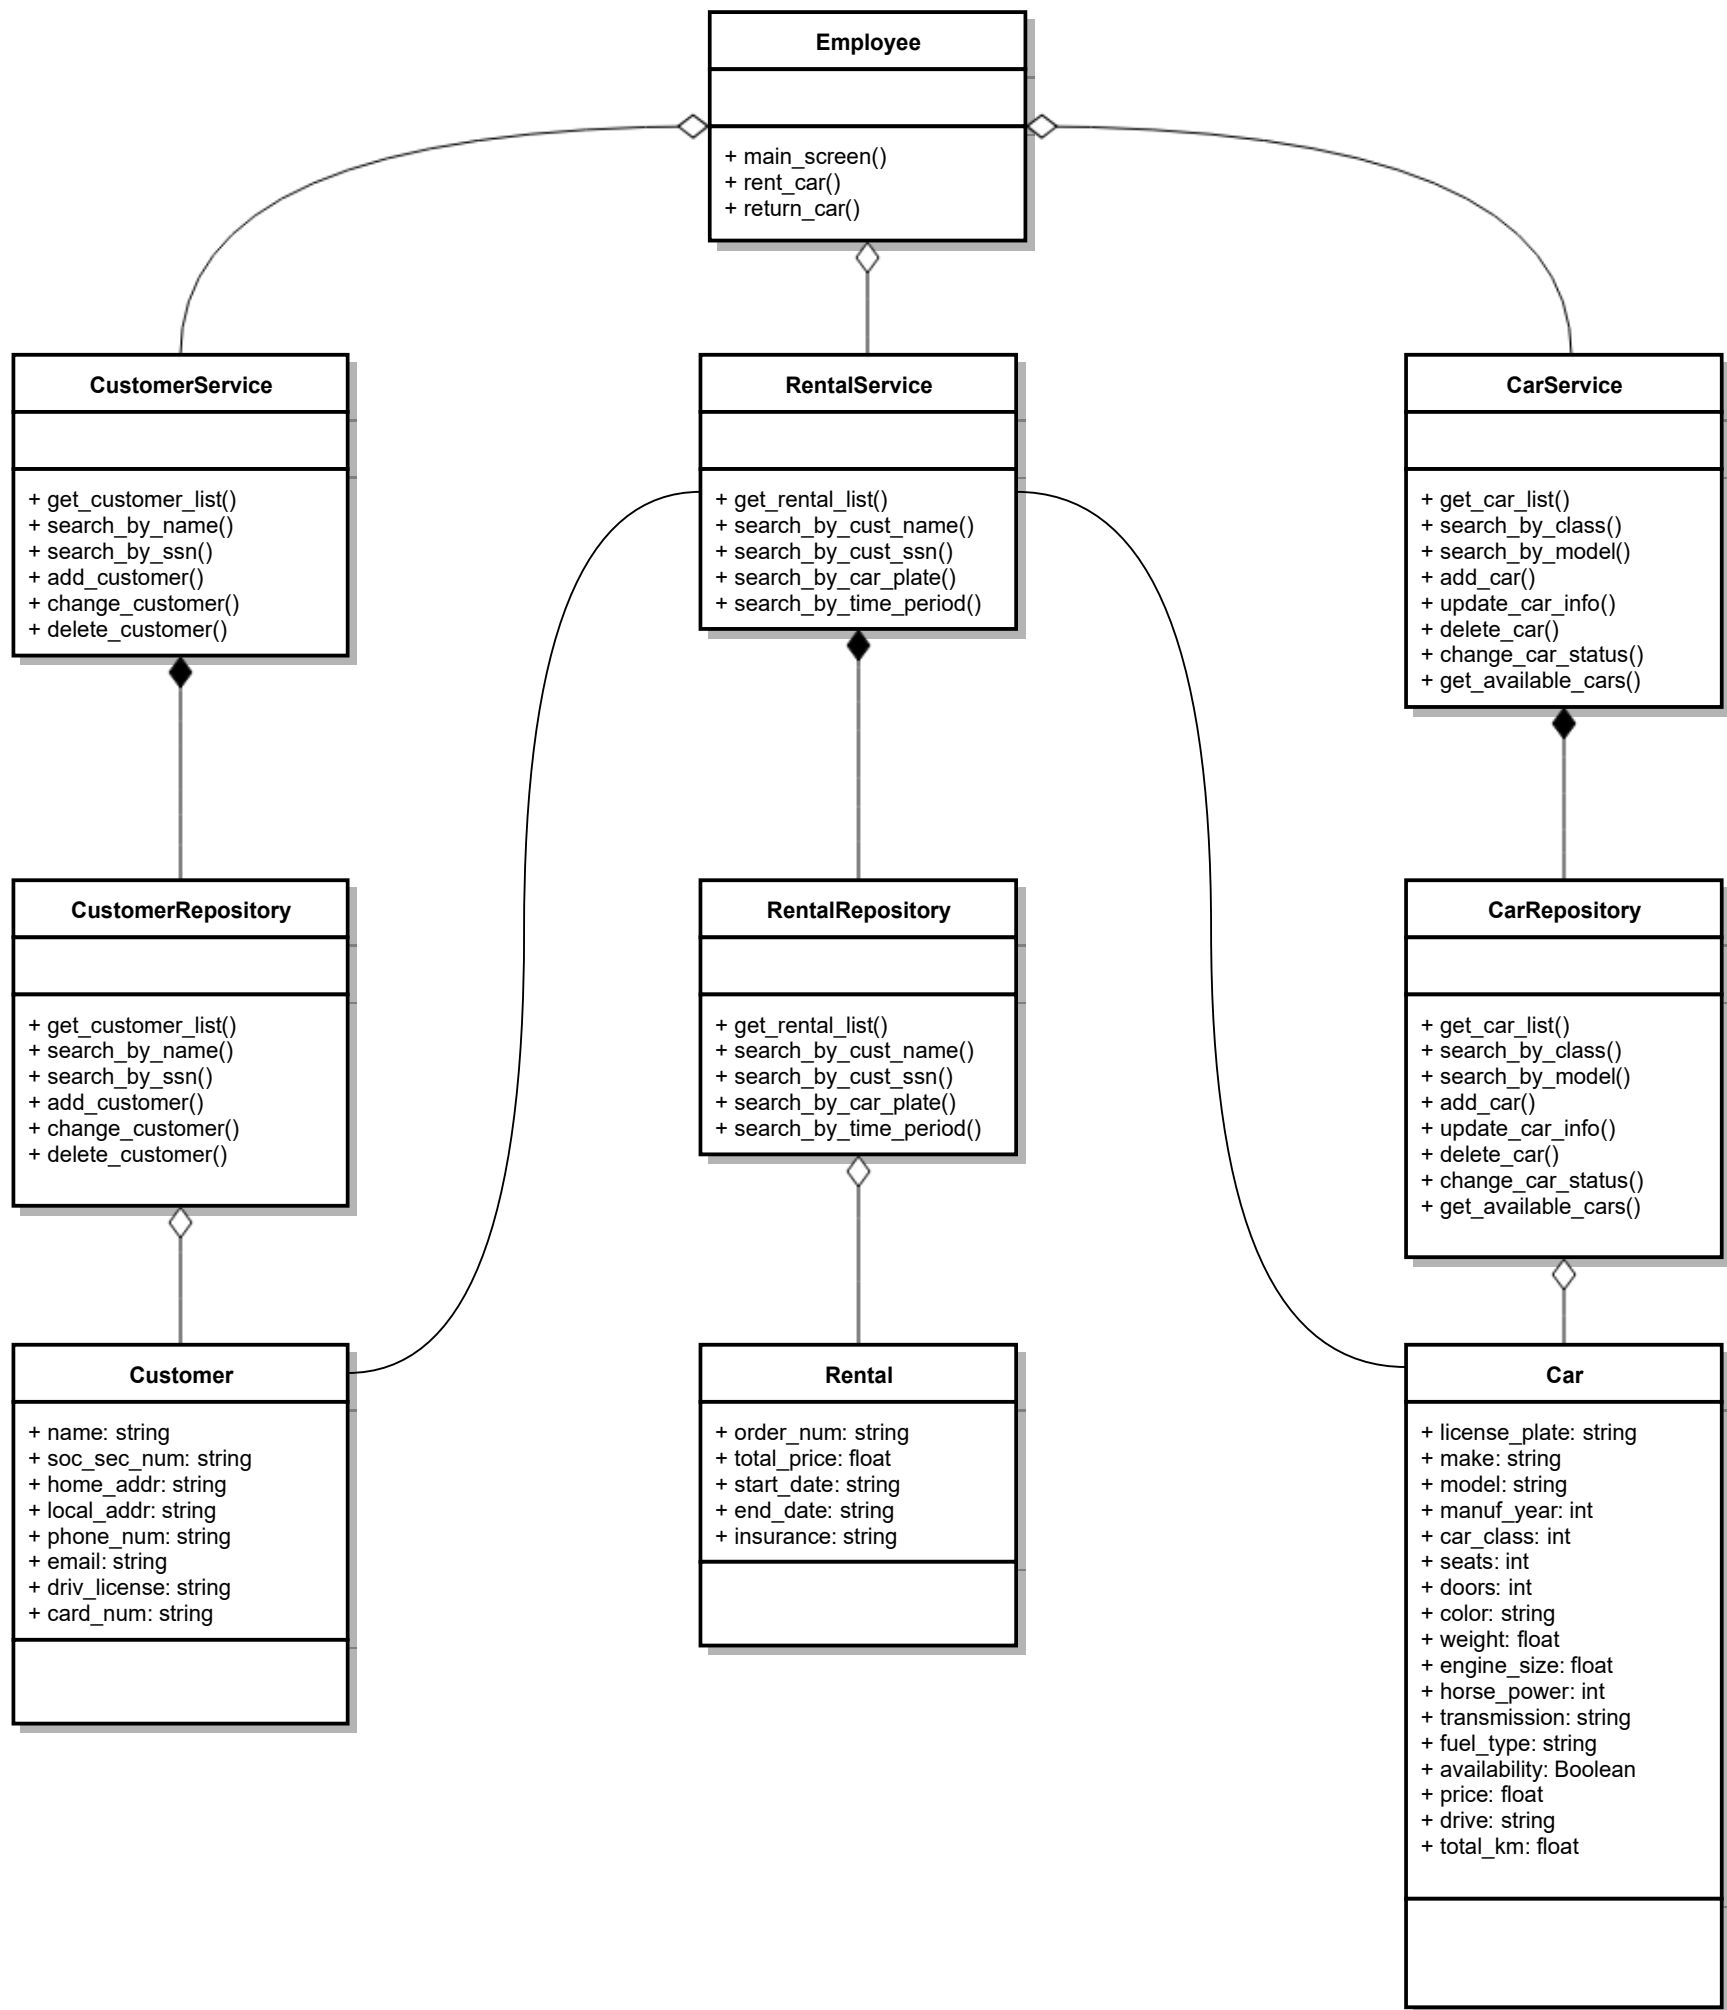 Employee
+ main_screen()
+ rent_car()
+ return_car()
CustomerService
+ get_customer_list()
+ search_by_name()
+ search_by_ssn()
+ add_customer()
+ change_customer()
+ delete_customer()
RentalService
+ get_rental_list()
+ search_by_cust_name()
+ search_by_cust_ssn()
+ search_by_car_plate()
+ search_by_time_period()
CarService
+ get_car_list()
+ search_by_class()
+ search_by_model()
+ add_car()
+ update_car_info()
+ delete_car()
+ change_car_status()
+ get_available_cars()
CustomerRepository
+ get_customer_list()
+ search_by_name()
+ search_by_ssn()
+ add_customer()
+ change_customer()
+ delete_customer()
RentalRepository
+ get_rental_list()
+ search_by_cust_name()
+ search_by_cust_ssn()
+ search_by_car_plate()
+ search_by_time_period()
CarRepository
+ get_car_list()
+ search_by_class()
+ search_by_model()
+ add_car()
+ update_car_info()
+ delete_car()
+ change_car_status()
+ get_available_cars()
Customer
+ name: string
+ soc_sec_num: string
+ home_addr: string
+ local_addr: string
+ phone_num: string
+ email: string
+ driv_license: string
+ card_num: string
Rental
+ order_num: string
+ total_price: float
+ start_date: string
+ end_date: string
+ insurance: string
Car
+ license_plate: string
+ make: string
+ model: string
+ manuf_year: int
+ car_class: int
+ seats: int
+ doors: int
+ color: string
+ weight: float
+ engine_size: float
+ horse_power: int
+ transmission: string
+ fuel_type: string
+ availability: Boolean
+ price: float
+ drive: string
+ total_km: float